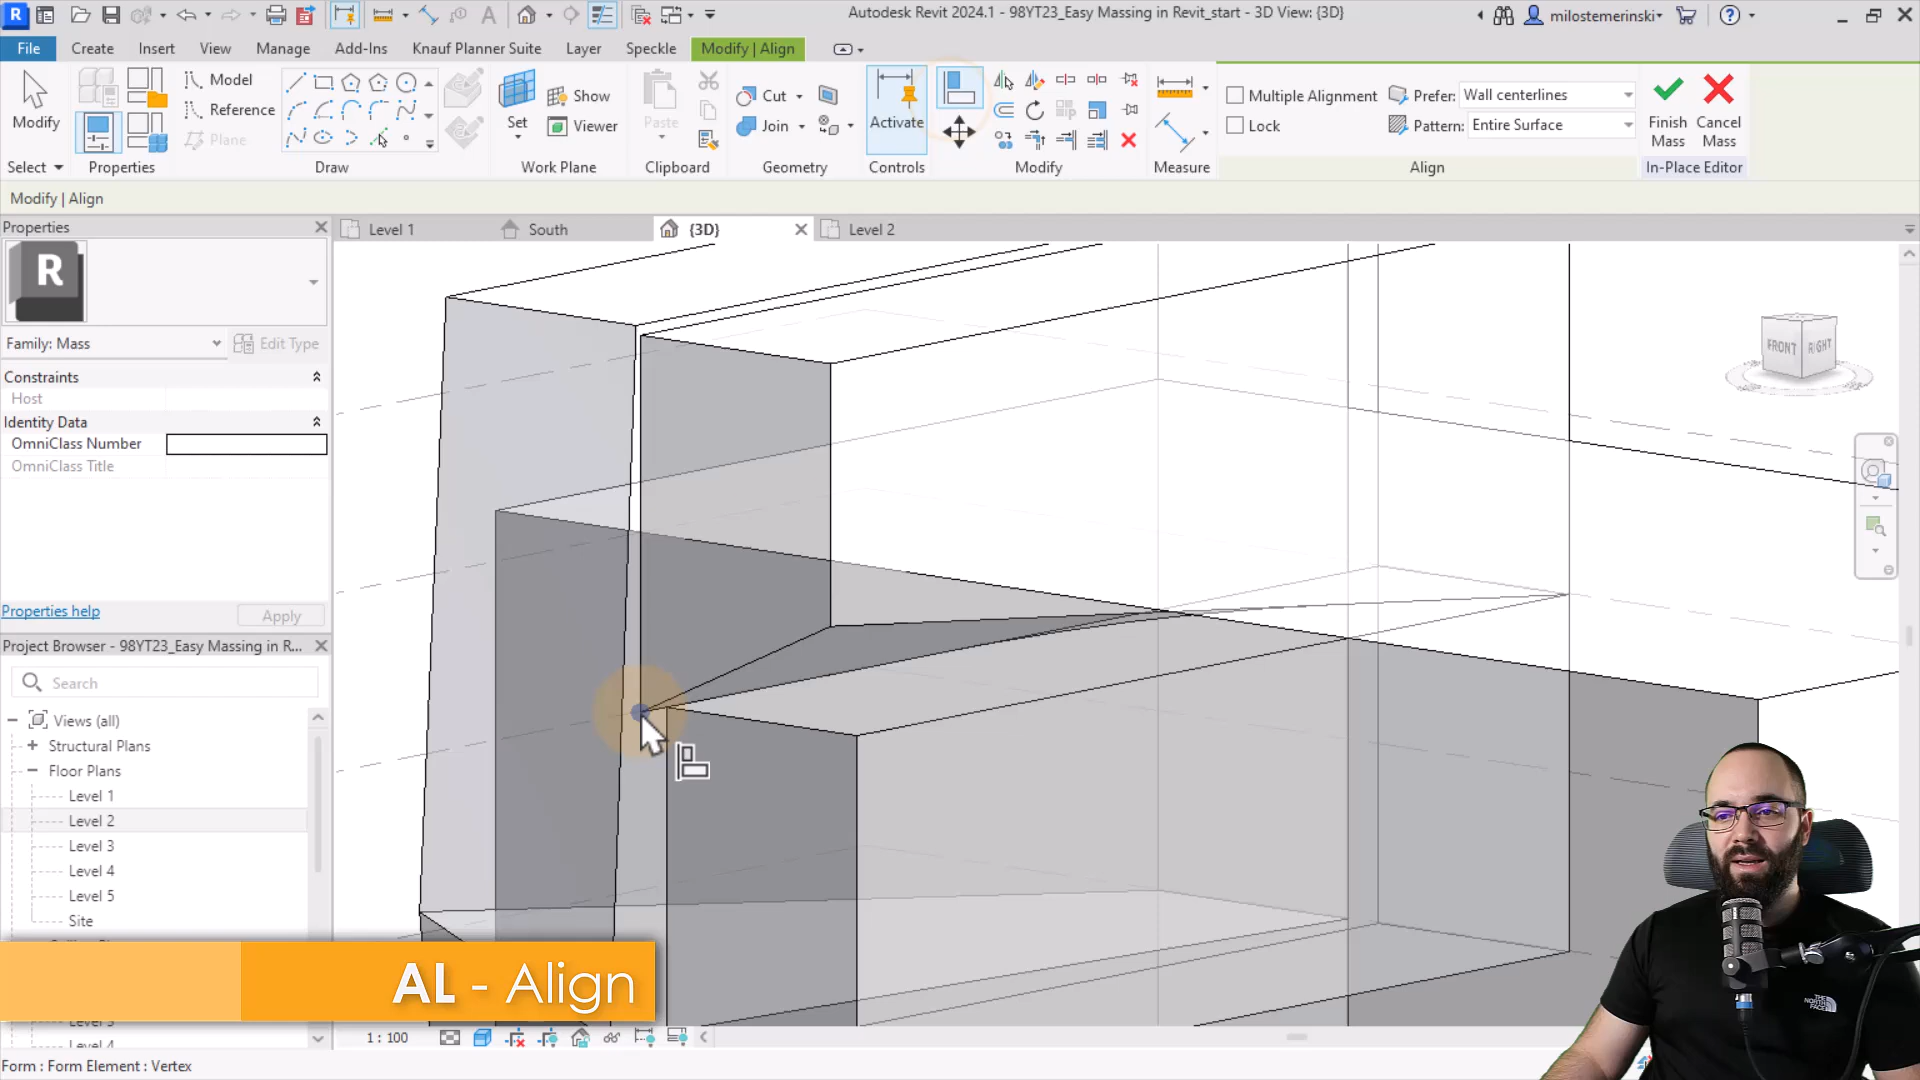 Autodesk Revit 2024.1 - 98YT23_Easy Massing in Revit_start - 3D View: {3D}
milostemerinski
File
Create
Insert
View
Manage
Add-Ins
Knauf Planner Suite
Layer
Speckle
Modify | Align
Modify
Model
Reference
Plane
Set
Show
Viewer
Paste
Cut
Join
Activate
Multiple Alignment
Lock
Prefer: Wall centerlines
Pattern: Entire Surface
Finish Mass
Cancel Mass
Select
Properties
Draw
Work Plane
Clipboard
Geometry
Controls
Modify
Measure
Align
In-Place Editor
Modify | Align
Properties
Level 1
South
{3D}
Level 2
R
Family: Mass
Edit Type
Constraints
Host
Identity Data
OmniClass Number
OmniClass Title
Properties help
Apply
Project Browser - 98YT23_Easy Massing in R...
Search
Views (all)
Structural Plans
Floor Plans
Level 1
Level 2
Level 3
Level 4
Level 5
Site
AL - Align
Level 4
1 : 100
Form : Form Element : Vertex
FRONT
RIGHT
THE NORTH FACE